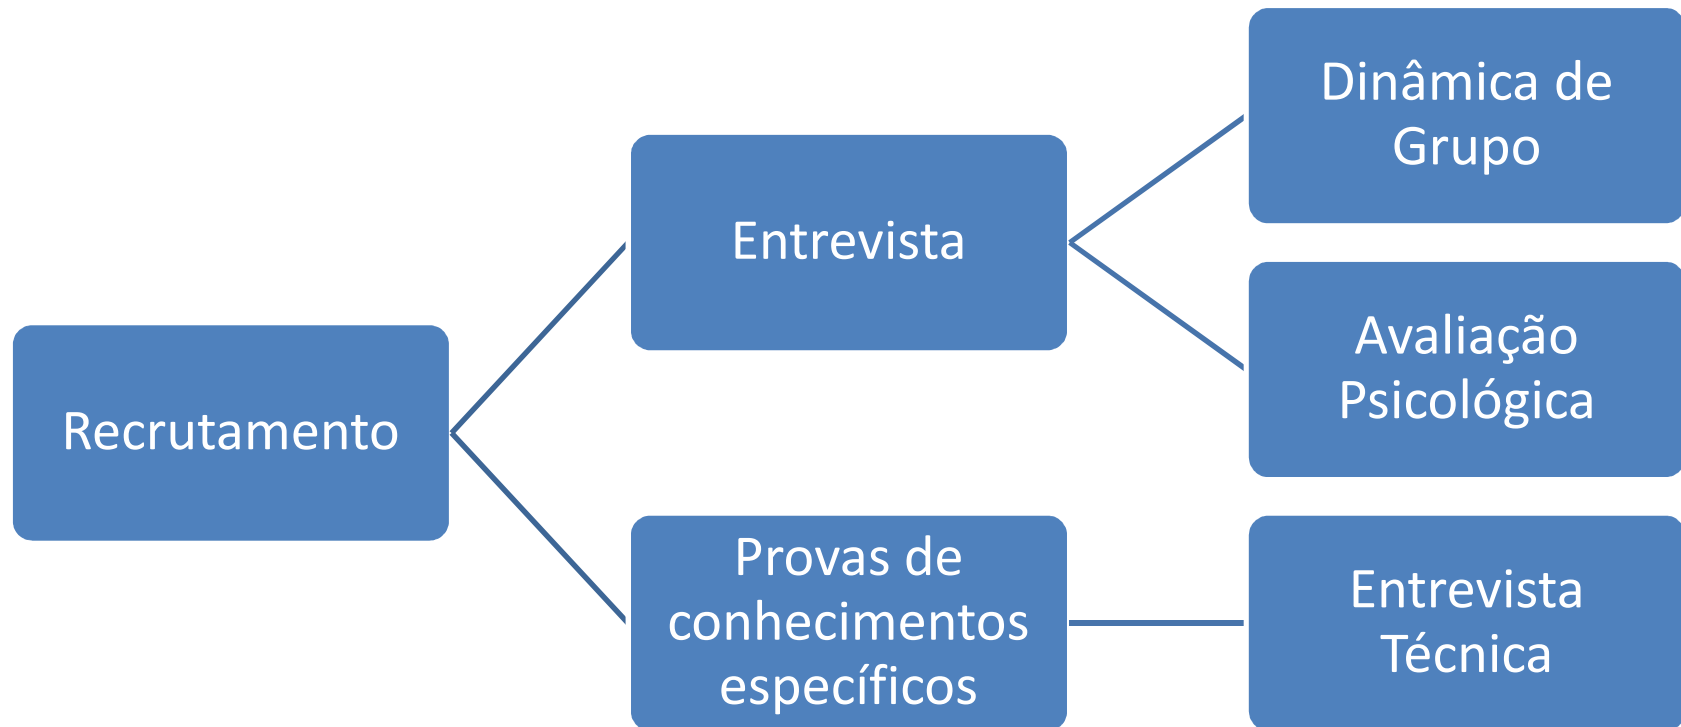 Recrutamento
Entrevista
Dinâmica de
Grupo
Avaliação
Psicológica
Provas de
conhecimentos
específicos
Entrevista
Técnica